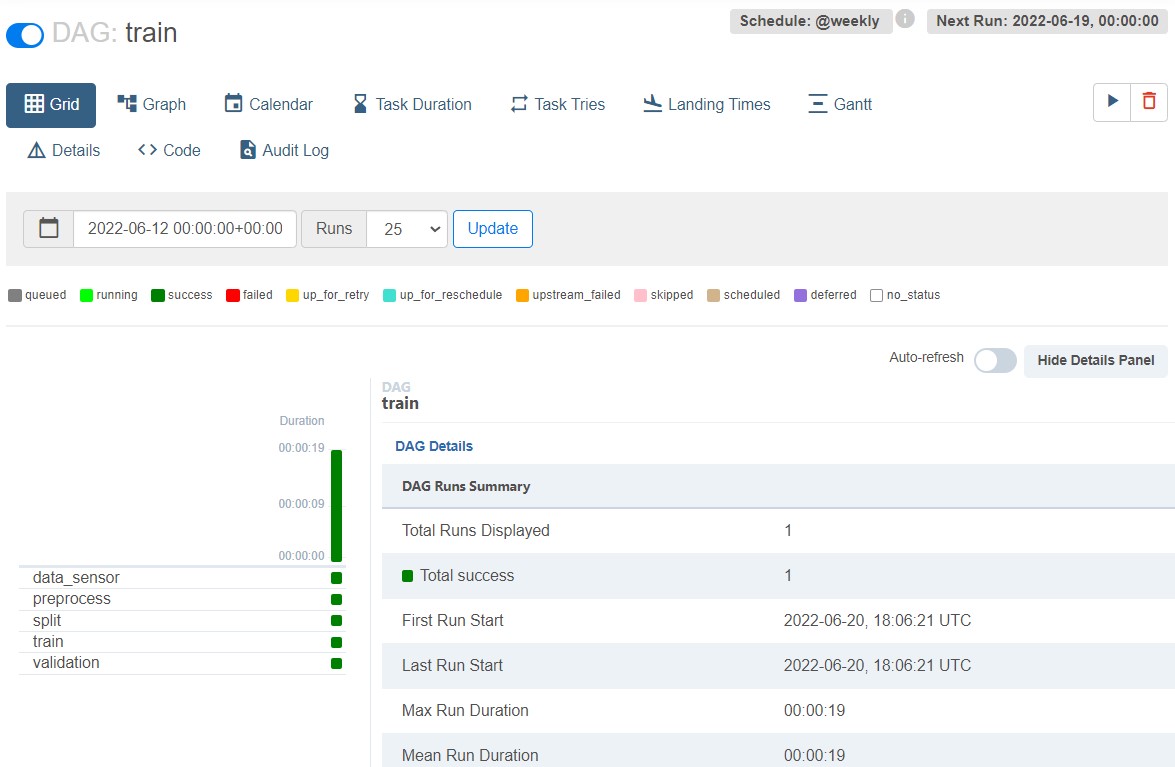 DAG: train
Schedule: @weekly
Next Run: 2022-06-19, 00:00:00
Grid Graph Calendar Task Duration Task Tries Landing Times Gantt
Details Code Audit Log
2022-06-12 00:00:00+00:00 Runs 25 Update
queued running success failed up_for_retry up_for_reschedule upstream_failed skipped scheduled deferred no_status
Auto-refresh Hide Details Panel
Duration
00:00:19
00:00:09
00:00:00
data_sensor
preprocess
split
train
validation
DAG
train
DAG Details
DAG Runs Summary
Total Runs Displayed 1
Total success 1
First Run Start 2022-06-20, 18:06:21 UTC
Last Run Start 2022-06-20, 18:06:21 UTC
Max Run Duration 00:00:19
Mean Run Duration 00:00:19